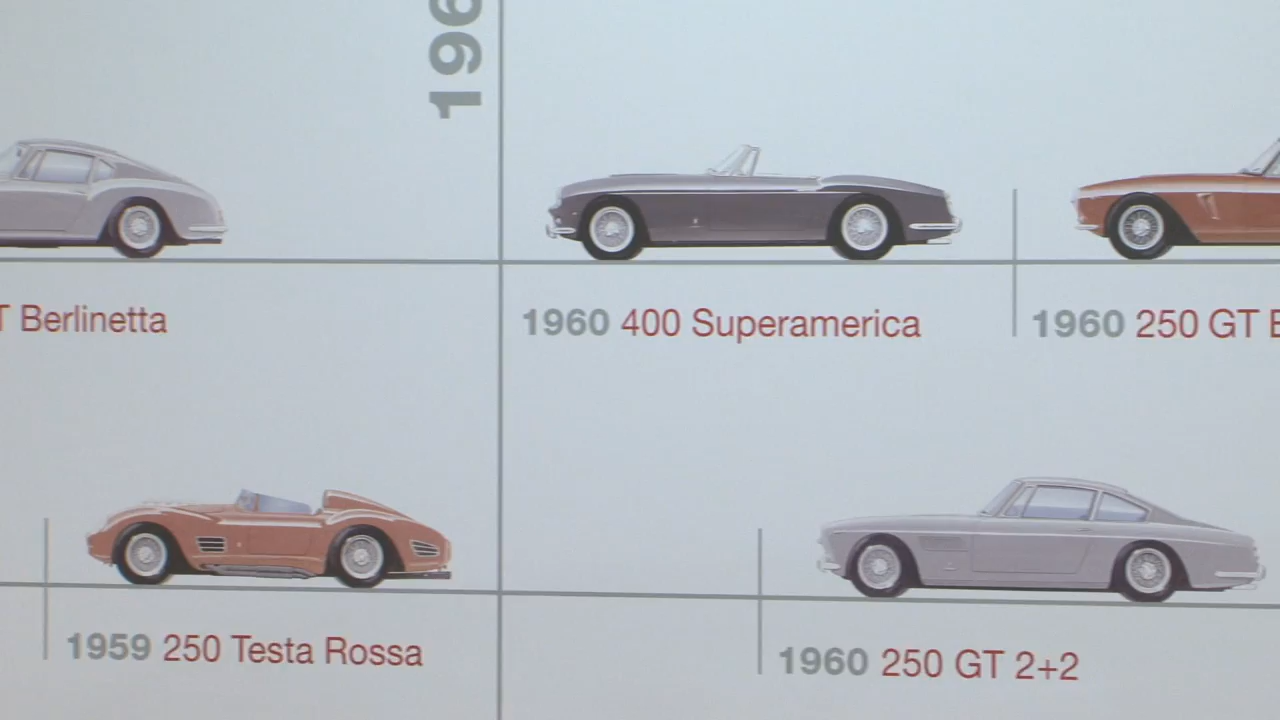 196
T Berlinetta
1960 400 Superamerica
1960 250 GT
1959 250 Testa Rossa
1960 250 GT 2+2